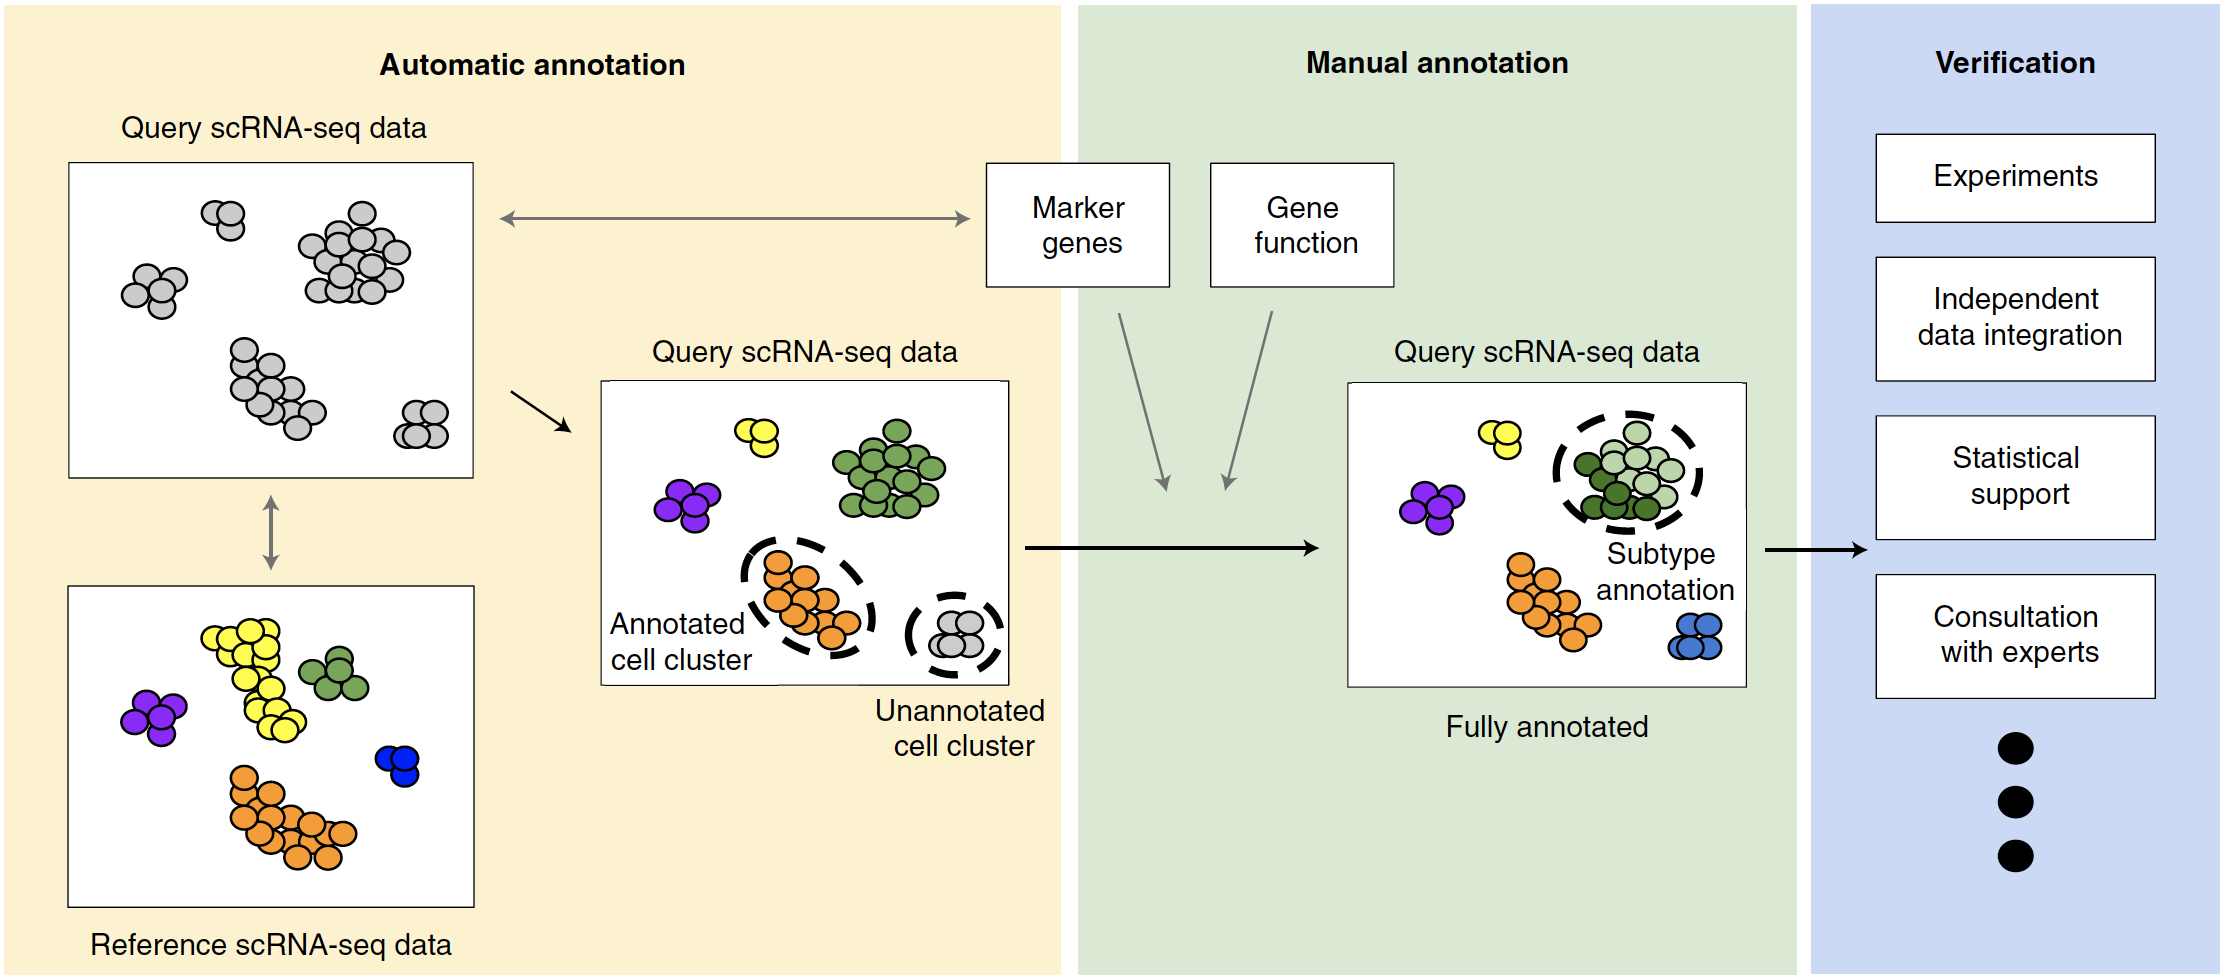 Automatic annotation
Query scRNA-seq data
Reference scRNA-seq data
Query scRNA-seq data
Annotated
cell cluster
Unannotated
cell cluster
Manual annotation
Marker
genes
Gene
function
Query scRNA-seq data
Subtype
annotation
Fully annotated
Verification
Experiments
Independent
data integration
Statistical
support
Consultation
with experts